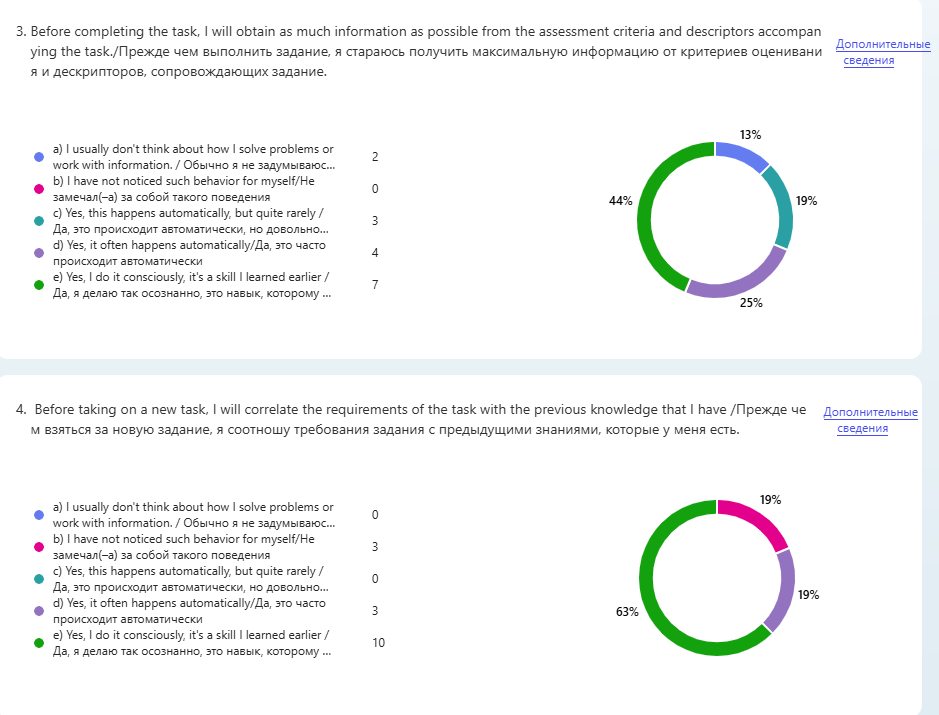 3. Before completing the task, I will obtain as much information as possible from the assessment criteria and descriptors accompan
ying the task./Прежде чем выполнить задание, я стараюсь получить максимальную информацию от критериев оценивани
я и дескрипторов, сопровождающих задание.
Дополнительные
сведения
a) I usually don't think about how I solve problems or
work with information. / Обычно я не задумываюс...
2
b) I have not noticed such behavior for myself/Не
замечал(–а) за собой такого поведения
0
c) Yes, this happens automatically, but quite rarely /
Да, это происходит автоматически, но довольно...
3
d) Yes, it often happens automatically/Да, это часто
происходит автоматически
4
e) Yes, I do it consciously, it's a skill I learned earlier /
Да, я делаю так осознанно, это навык, которому ...
7
13%
19%
25%
44%
4. Before taking on a new task, I will correlate the requirements of the task with the previous knowledge that I have /Прежде че
м взяться за новую задание, я соотношу требования задания с предыдущими знаниями, которые у меня есть.
Дополнительные
сведения
a) I usually don't think about how I solve problems or
work with information. / Обычно я не задумываюс...
0
b) I have not noticed such behavior for myself/Не
замечал(–а) за собой такого поведения
3
c) Yes, this happens automatically, but quite rarely /
Да, это происходит автоматически, но довольно...
0
d) Yes, it often happens automatically/Да, это часто
происходит автоматически
3
e) Yes, I do it consciously, it's a skill I learned earlier /
Да, я делаю так осознанно, это навык, которому ...
10
19%
19%
63%